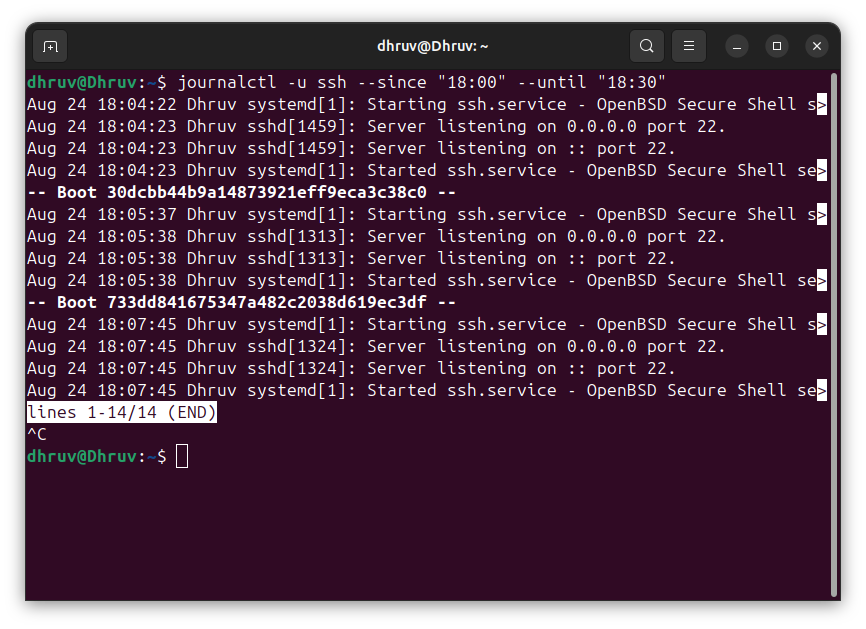 dhruv@Dhruv: ~
dhruv@Dhruv:~$ journalctl -u ssh --since "18:00" --until "18:30"
Aug 24 18:04:22 Dhruv systemd[1]: Starting ssh.service - OpenBSD Secure Shell s>
Aug 24 18:04:23 Dhruv sshd[1459]: Server listening on 0.0.0.0 port 22.
Aug 24 18:04:23 Dhruv sshd[1459]: Server listening on :: port 22.
Aug 24 18:04:23 Dhruv systemd[1]: Started ssh.service - OpenBSD Secure Shell se>
-- Boot 30dcbb44b9a14873921eff9eca3c38c0 --
Aug 24 18:05:37 Dhruv systemd[1]: Starting ssh.service - OpenBSD Secure Shell s>
Aug 24 18:05:38 Dhruv sshd[1313]: Server listening on 0.0.0.0 port 22.
Aug 24 18:05:38 Dhruv sshd[1313]: Server listening on :: port 22.
Aug 24 18:05:38 Dhruv systemd[1]: Started ssh.service - OpenBSD Secure Shell se>
-- Boot 733dd841675347a482c2038d619ec3df --
Aug 24 18:07:45 Dhruv systemd[1]: Starting ssh.service - OpenBSD Secure Shell s>
Aug 24 18:07:45 Dhruv sshd[1324]: Server listening on 0.0.0.0 port 22.
Aug 24 18:07:45 Dhruv sshd[1324]: Server listening on :: port 22.
Aug 24 18:07:45 Dhruv systemd[1]: Started ssh.service - OpenBSD Secure Shell se>
lines 1-14/14 (END)
^C
dhruv@Dhruv:~$